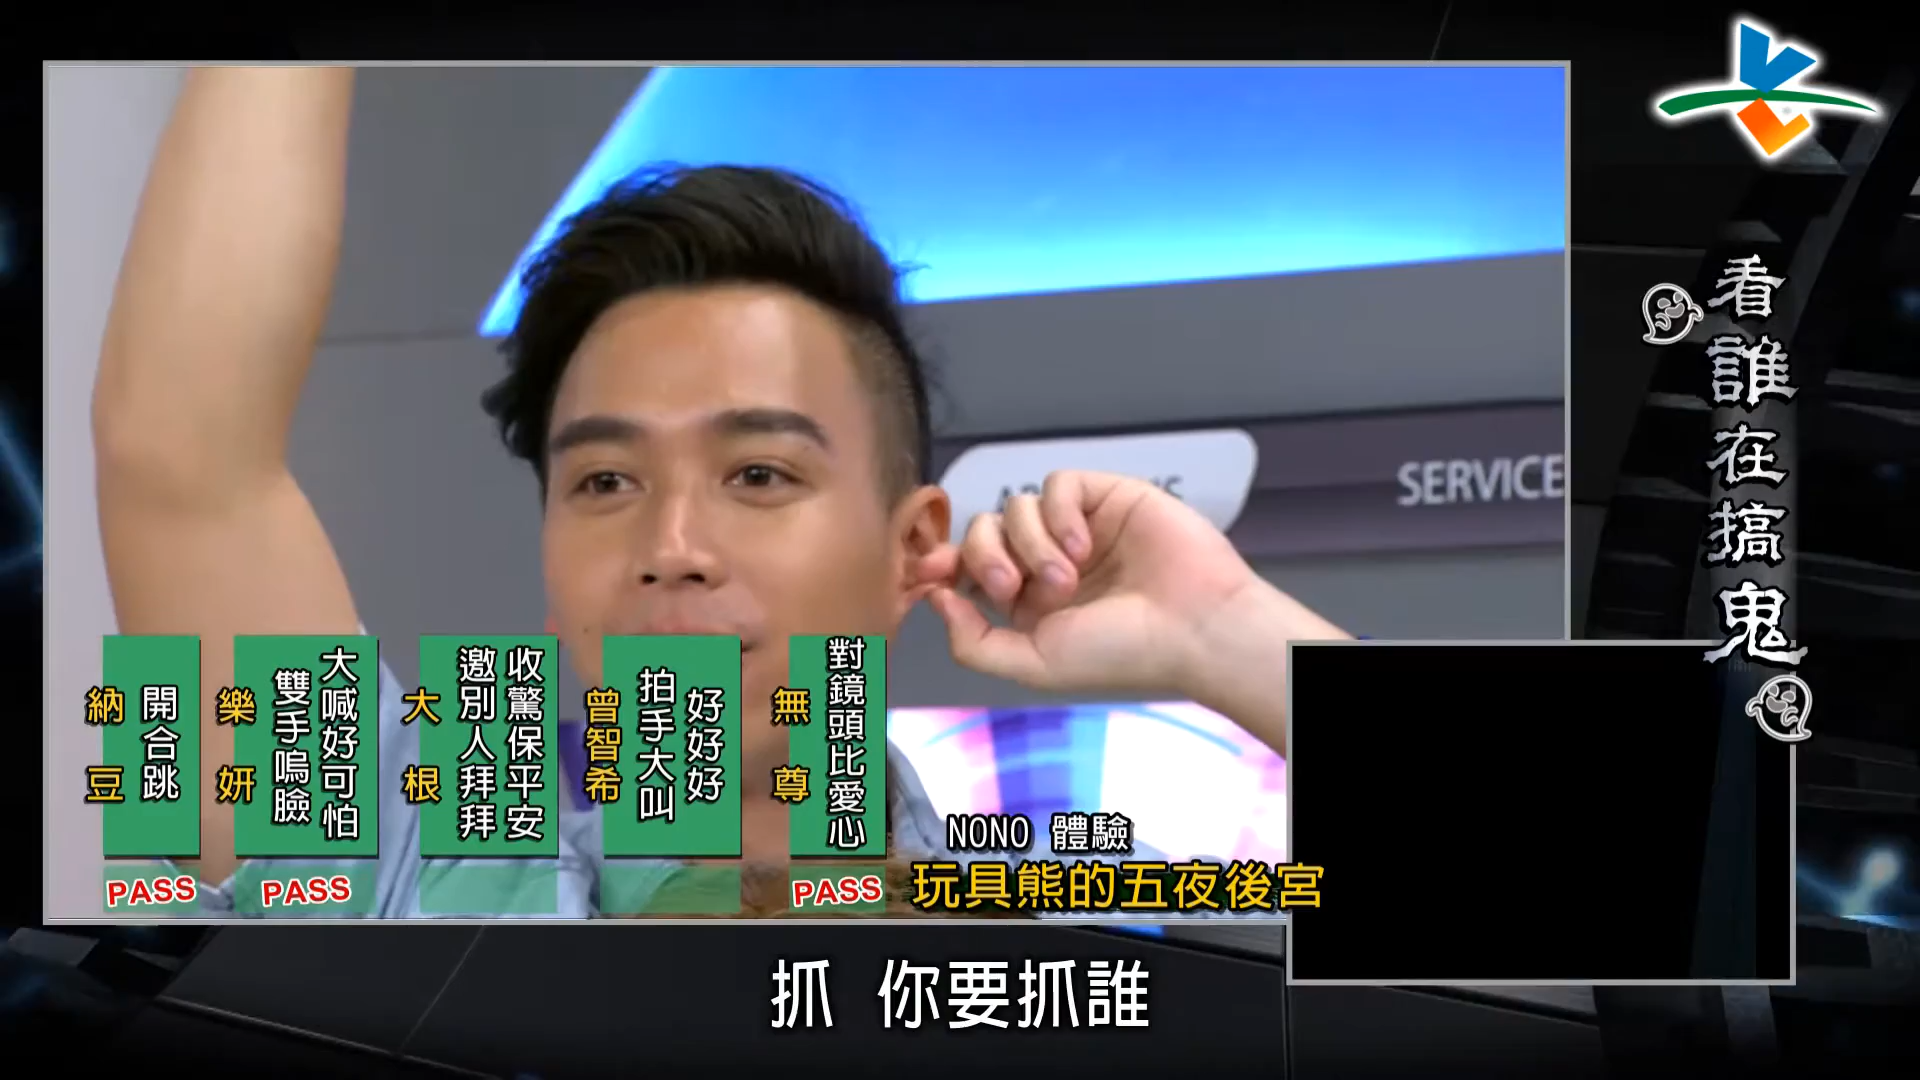 看誰在搞鬼
SERVICE
納豆
開合跳
PASS
樂妍
大喊好可怕
雙手嗚臉
PASS
大根
收驚保平安
邀別人拜拜
曾智希
好好好
拍手大叫
無尊
對鏡頭比愛心
PASS
NONO 體驗
玩具熊的五夜後宮
抓 你要抓誰